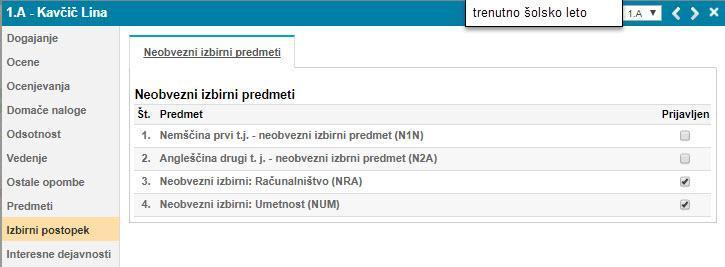 1.A - Kavčič Lina
trenutno šolsko leto
1.A
Dogajanje
Ocene
Ocenjevanja
Domače naloge
Odsotnost
Vedenje
Ostale opombe
Predmeti
Izbirni postopek
Interesne dejavnosti
Neobvezni izbirni predmeti
Neobvezni izbirni predmeti
Št. Predmet Prijavljen
1. Nemščina prvi t.j. - neobvezni izbirni predmet (N1N)
2. Angleščina drugi t. j. - neobvezni izbrni predmet (N2A)
3. Neobvezni izbirni: Računalništvo (NRA)
4. Neobvezni izbirni: Umetnost (NUM)